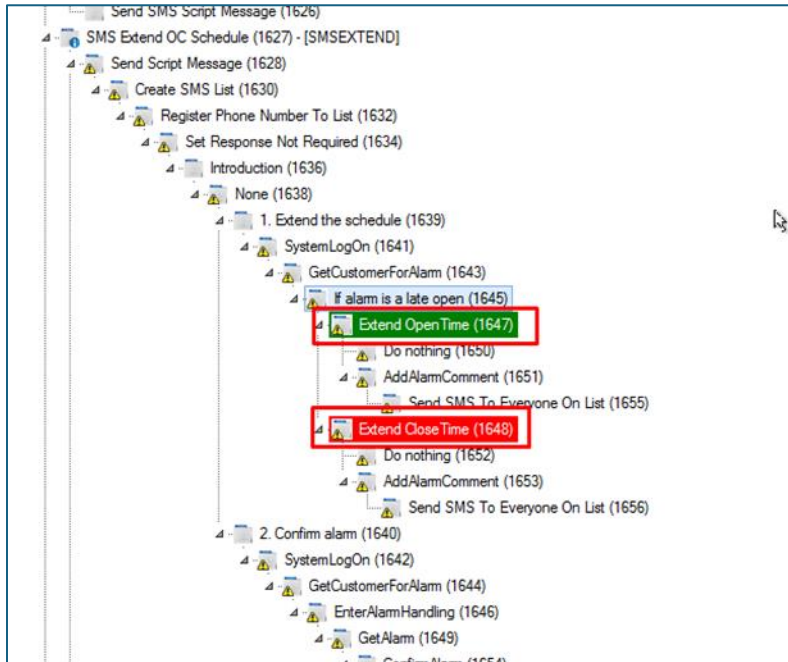 Send SMS Script Message (1626)
SMS Extend OC Schedule (1627) - [SMSEXTEND]
Send Script Message (1628)
Create SMS List (1630)
Register Phone Number To List (1632)
Set Response Not Required (1634)
Introduction (1636)
None (1638)
1. Extend the schedule (1639)
SystemLogOn (1641)
GetCustomerForAlarm (1643)
If alarm is a late open (1645)
Extend OpenTime (1647)
Do nothing (1650)
AddAlarmComment (1651)
Send SMS To Everyone On List (1655)
Extend CloseTime (1648)
Do nothing (1652)
AddAlarmComment (1653)
Send SMS To Everyone On List (1656)
2. Confirm alarm (1640)
SystemLogOn (1642)
GetCustomerForAlarm (1644)
EnterAlarmHandling (1646)
GetAlarm (1649)
ConfirmAlarm (1654)